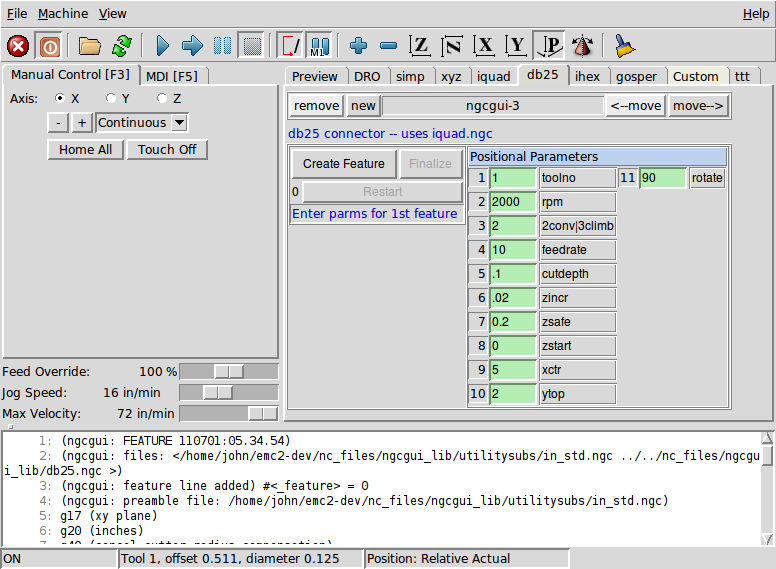 File Machine View Help
Z N X Y P
M1
Manual Control [F3] MDI [F5]
Preview DRO simp xyz iquad db25 ihex gosper Custom ttt
Axis: X Y Z
- + Continuous
Home All Touch Off
remove new ngcgui-3 <--move move-->
db25 connector -- uses iquad.ngc
Create Feature Finalize
0 Restart
Enter parms for 1st feature
Positional Parameters
1 1 toolno 11 90 rotate
2 2000 rpm
3 2 2conv|3climb
4 10 feedrate
5 .1 cutdepth
6 .02 zincr
7 0.2 zsafe
8 0 zstart
9 5 xctr
10 2 ytop
Feed Override: 100 %
Jog Speed: 16 in/min
Max Velocity: 72 in/min
1: (ngcgui: FEATURE 110701:05.34.54)
2: (ngcgui: files: </home/john/emc2-dev/nc_files/ngcgui_lib/utilitysubs/in_std.ngc ../../nc_files/ngcgu
i_lib/db25.ngc >)
3: (ngcgui: feature line added) #<_feature> = 0
4: (ngcgui: preamble file: /home/john/emc2-dev/nc_files/ngcgui_lib/utilitysubs/in_std.ngc)
5: g17 (xy plane)
6: g20 (inches)
ON Tool 1, offset 0.511, diameter 0.125 Position: Relative Actual